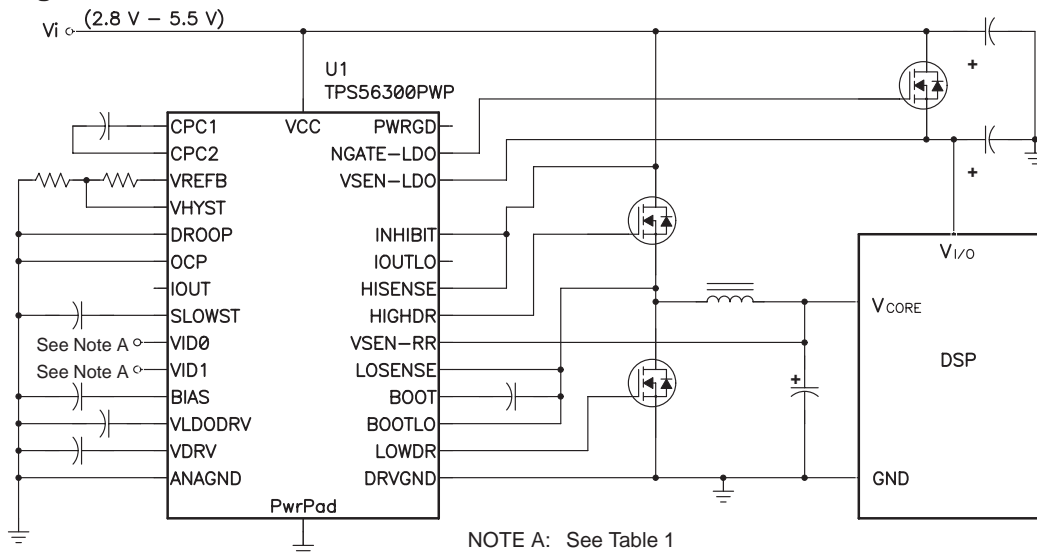 Vi (2.8 V – 5.5 V)
U1
TPS56300PWP
VCC
CPC1
CPC2
VREFB
VHYST
DROOP
OCP
IOUT
SLOWST
See Note A VID0
See Note A VID1
BIAS
VLDODRV
VDRV
ANAGND
PwrPad
PWRGD
NGATE-LDO
VSEN-LDO
INHIBIT
IOUTLO
HISENSE
HIGHDR
VSEN-RR
LOSENSE
BOOT
BOOTLO
LOWDR
DRVGND
+
+
+
VI/O
VCORE
DSP
GND
NOTE A: See Table 1